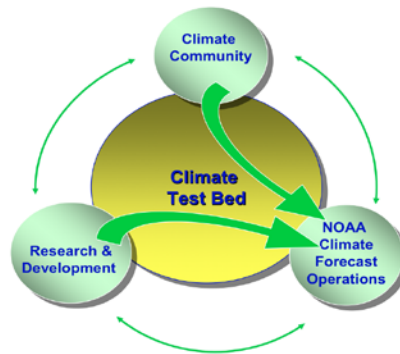 Climate
Community
Climate
Test Bed
Research &
Development
NOAA
Climate
Forecast
Operations